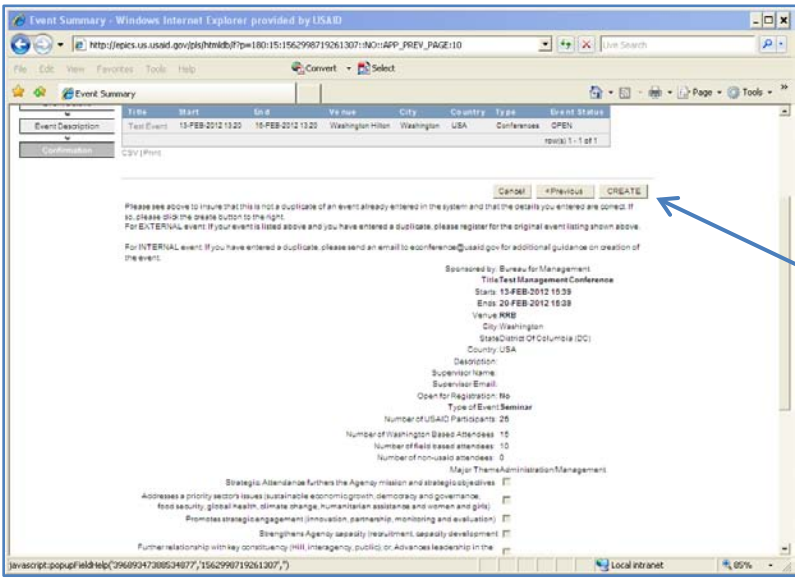 Event Summary - Windows Internet Explorer provided by USAID
http://epics.us.usaid.gov/pls/htmldb/f?p=180:15:1562998719261307::NO::APP_PREV_PAGE:10
Live Search
File Edit View Favorites Tools Help
Convert
Select
Event Summary
Page
Tools
Title Start End Venue City Country Type Event Status
Event Description
Test Event 13-FEB-2012 13:20 16-FEB-2012 13:20 Washington Hilton Washington USA Conferences OPEN
row(s) 1 - 1 of 1
Confirmation
CSV | Print
Cancel
<Previous
CREATE
Please see above to insure that this is not a duplicate of an event already entered in the system and that the details you entered are correct. If
so, please click the create button to the right.
For EXTERNAL event: If your event is listed above and you have entered a duplicate, please register for the original event listing shown above.
For INTERNAL event: If you have entered a duplicate, please send an email to econference@usaid.gov for additional guidance on creation of
the event.
Sponsored by: Bureau for Management
Title Test Management Conference
Starts: 13-FEB-2012 15:39
Ends: 20-FEB-2012 15:39
Venue: RRB
City: Washington
State District Of Columbia (DC)
Country: USA
Description:
Supervisor Name:
Supervisor Email:
Open for Registration: No
Type of Event Seminar
Number of USAID Participants 25
Number of Washington Based Attendees 15
Number of field based attendees 10
Number of non-usaid attendees 0
Major Theme Administration/Management
Strategic Attendance furthers the Agency mission and strategic objectives
Addresses a priority sector's issues (sustainable economic growth, democracy and governance,
food security, global health, climate change, humanitarian assistance and women and girls)
Promotes strategic engagement (innovation, partnership, monitoring and evaluation)
Strengthens Agency capacity (recruitment, capacity development
Further relationship with key constituency (Hill, interagency, public) or; Advances leadership in the
javascript:popupFieldHelp('39689347388534877','1562998719261307','')
Local intranet
85%